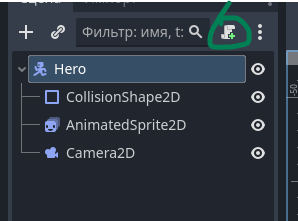 Фильтр: имя, t:
Hero
CollisionShape2D
AnimatedSprite2D
Camera2D